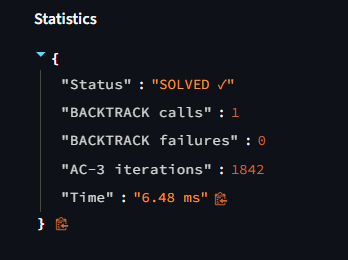 Statistics
{
"Status" : "SOLVED ✓"
"BACKTRACK calls" : 1
"BACKTRACK failures" : 0
"AC-3 iterations" : 1842
"Time" : "6.48 ms"
}